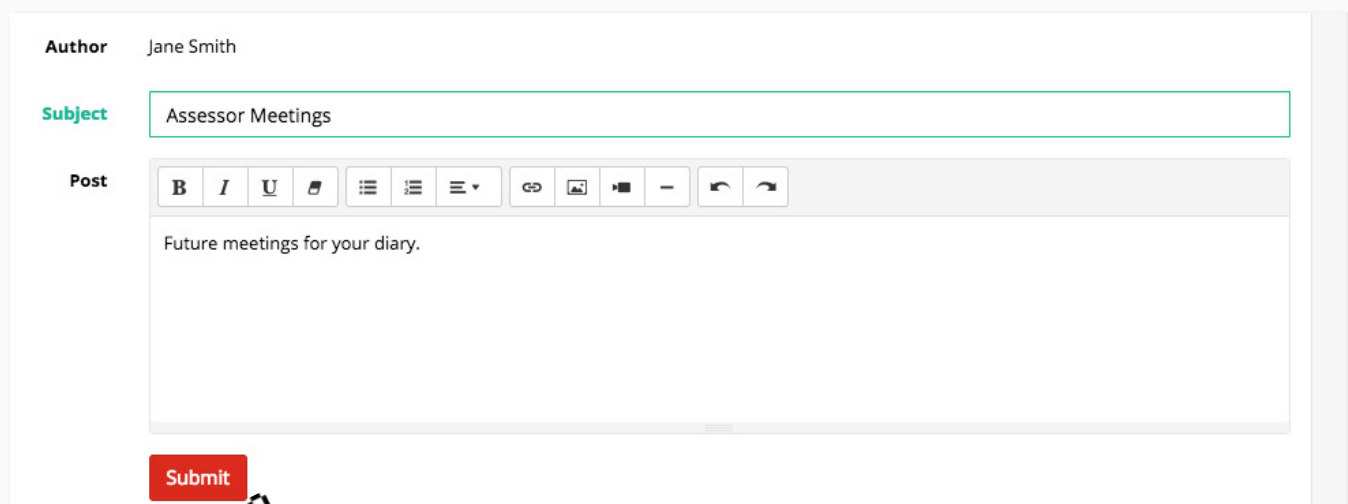 Author Jane Smith
Subject Assessor Meetings
Post
B I U
Future meetings for your diary.
Submit